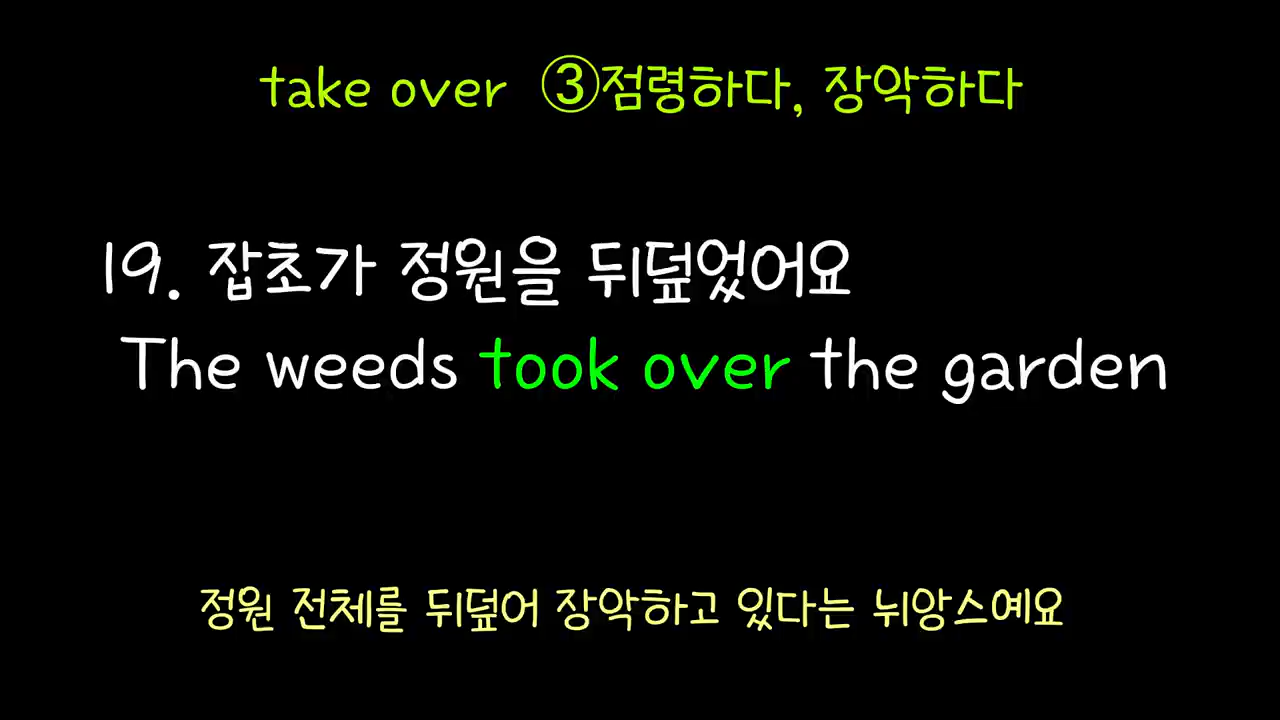 take over ③점령하다, 장악하다
19. 잡초가 정원을 뒤덮었어요
The weeds took over the garden
정원 전체를 뒤덮어 장악하고 있다는 뉘앙스예요